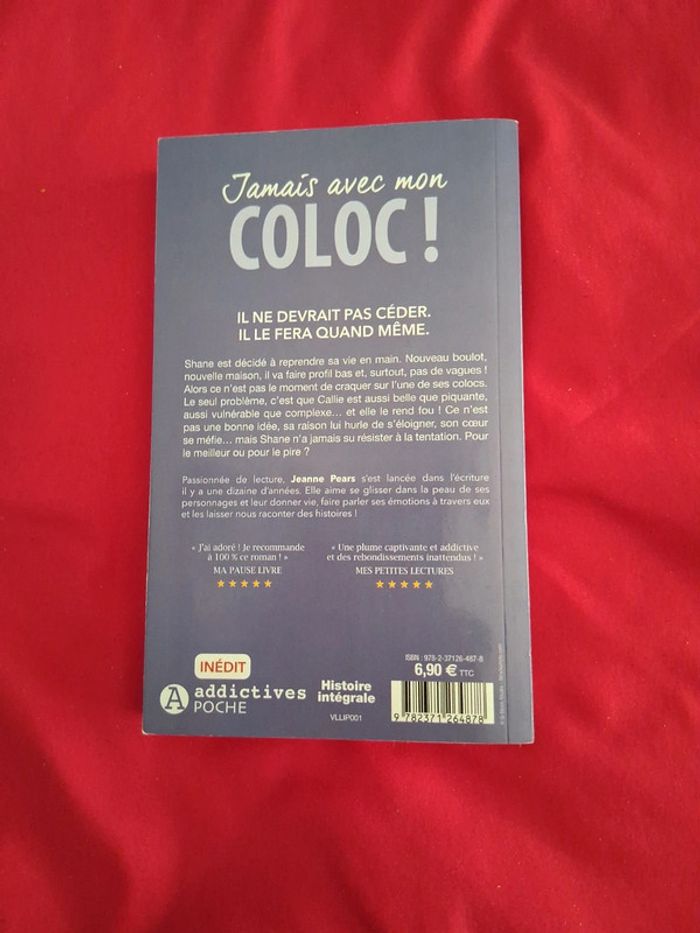 Jamais avec mon
COLOC !
IL NE DEVRAIT PAS CÉDER.
IL LE FERA QUAND MÊME.
Shane est décidé à reprendre sa vie en main. Nouveau boulot,
nouvelle maison, il va faire profil bas et, surtout, pas de vagues !
Alors ce n'est pas le moment de craquer sur l'une de ses colocs.
Le seul problème, c'est que Callie est aussi belle que piquante,
aussi vulnérable que complexe... et elle le rend fou ! Ce n'est
pas une bonne idée, sa raison lui hurle de s'éloigner, son cœur
se méfie... mais Shane n'a jamais su résister à la tentation. Pour
le meilleur ou pour le pire ?
Passionnée de lecture, Jeanne Pears s'est lancée dans l'écriture
il y a une dizaine d'années. Elle aime se glisser dans la peau de ses
personnages et leur donner vie, faire parler ses émotions à travers eux
et les laisser nous raconter des histoires !
« J'ai adoré ! Je recommande
à 100 % ce roman ! »
MA PAUSE LIVRE
« Une plume captivante et addictive
et des rebondissements inattendus ! »
MES PETITES LECTURES
INÉDIT
A addictives
POCHE
Histoire
intégrale
VLLIP001
ISBN : 978-2-37126-487-8
6,90 € TTC
9 782371 264878